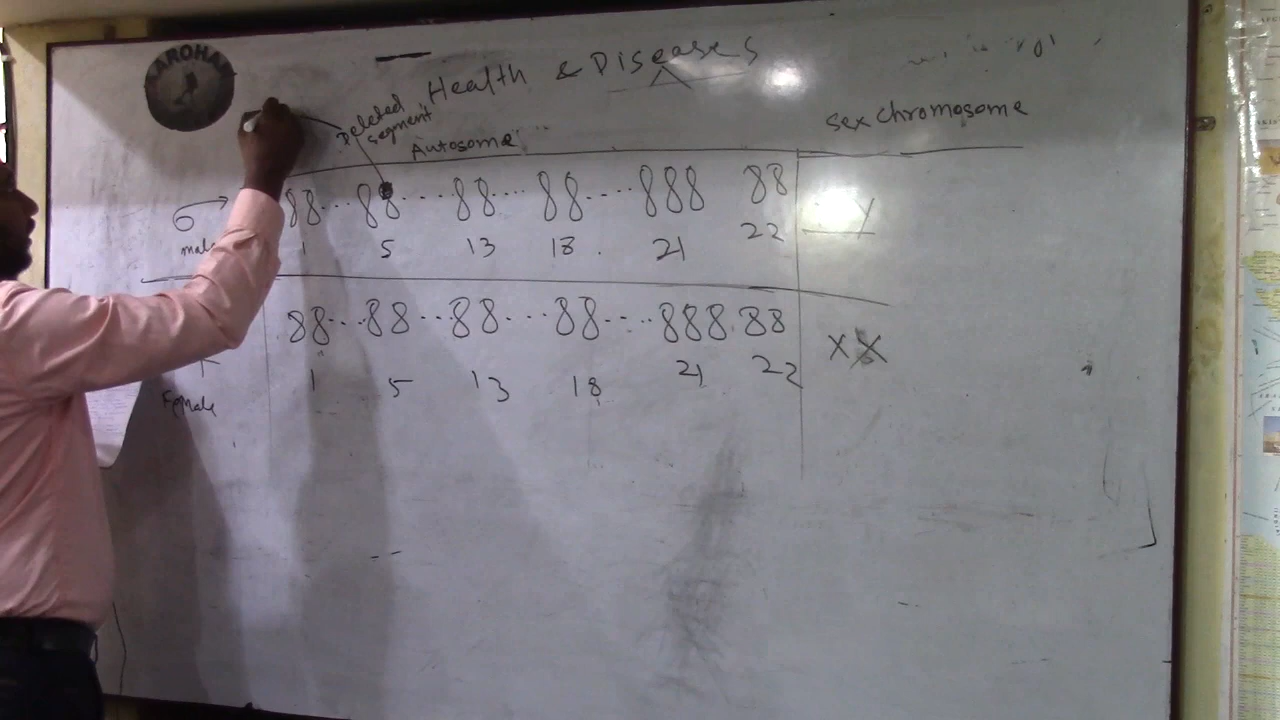 AROHAN
Health & Diseases
Deleted
segment
Autosome
sex chromosome
88...88...88....88....888 88
y
male
1 5 13 18 21 22
88...88..88...88....888 88
XX
1 5 13 18 21 22
Female